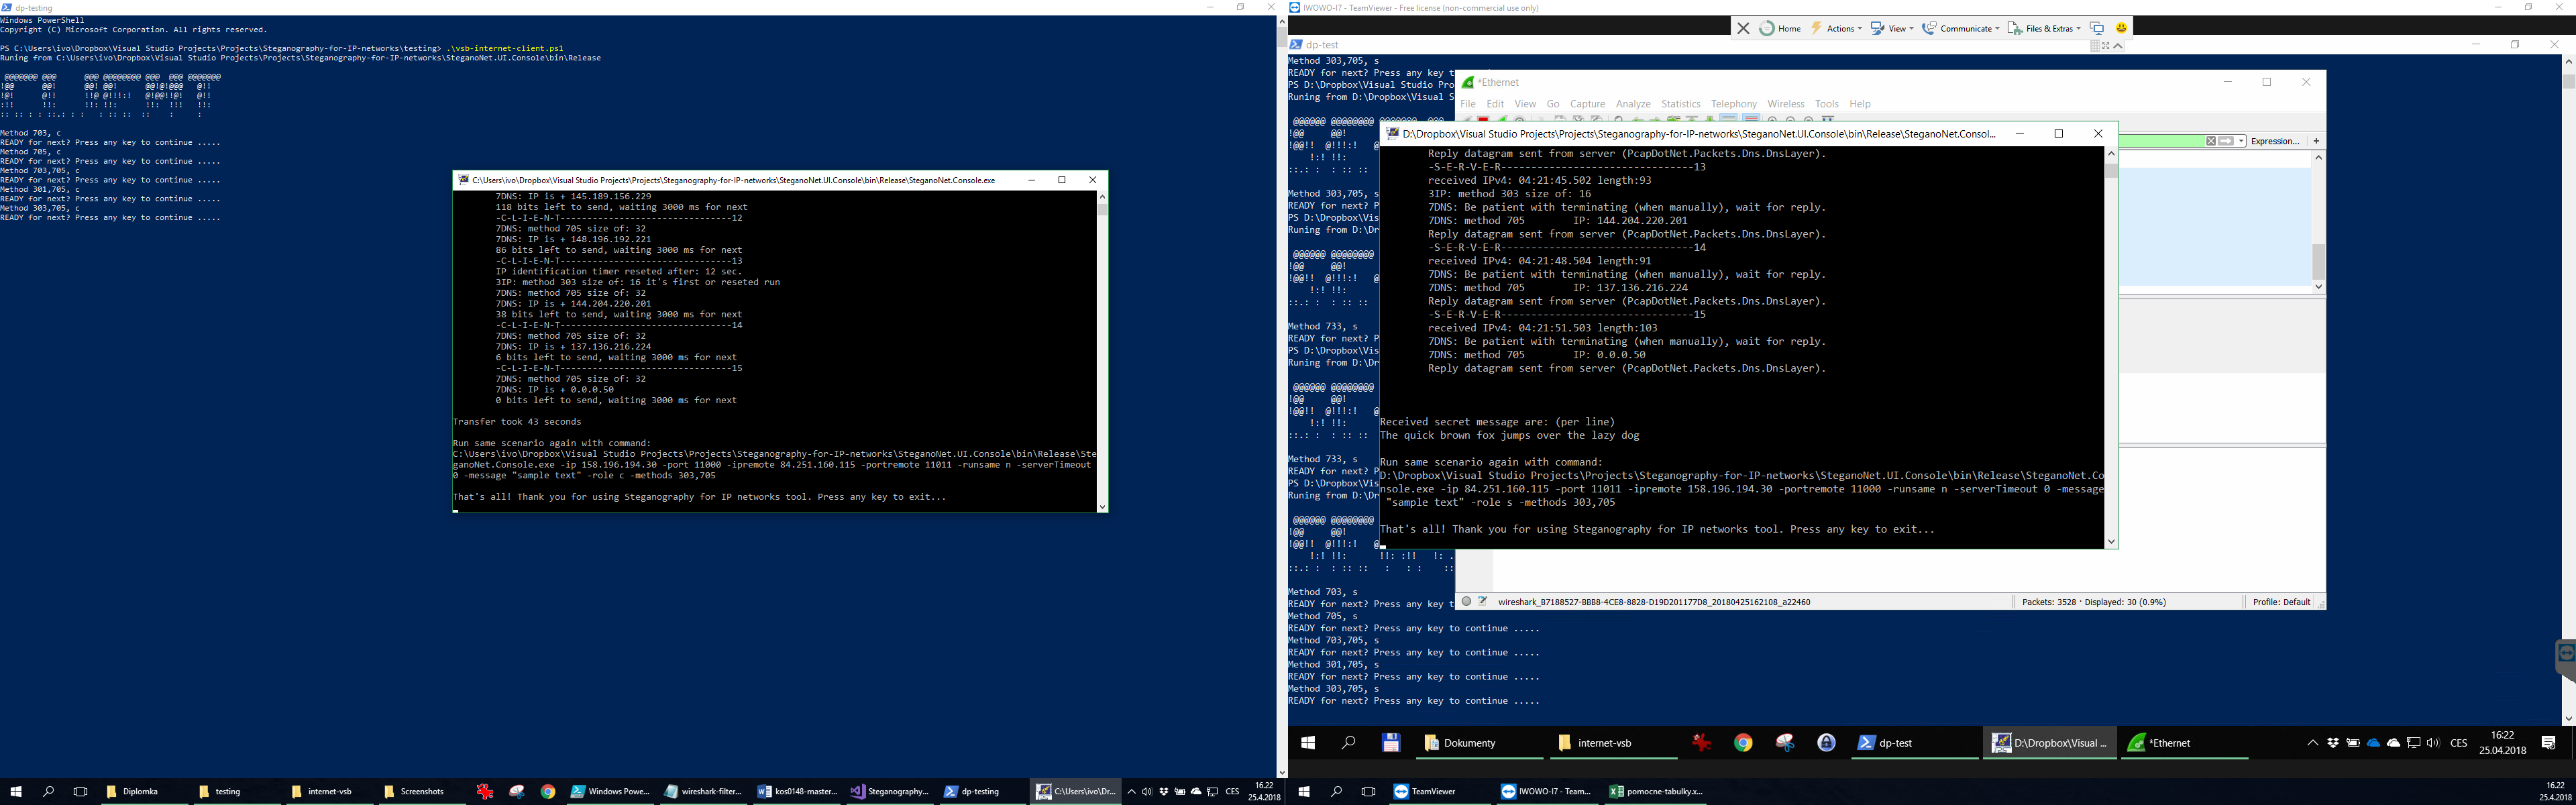 dp-testing
Windows PowerShell
Copyright (C) Microsoft Corporation. All rights reserved.
PS C:\Users\ivo\Dropbox\Visual Studio Projects\Projects\Steganography-for-IP-networks\testing> .\vsb-internet-client.ps1
Runing from C:\Users\ivo\Dropbox\Visual Studio Projects\Projects\Steganography-for-IP-networks\SteganoNet.UI.Console\bin\Release
Method 703, c
READY for next? Press any key to continue .....
Method 705, c
READY for next? Press any key to continue .....
Method 703,705, c
READY for next? Press any key to continue .....
Method 301,705, c
READY for next? Press any key to continue .....
Method 303,705, c
READY for next? Press any key to continue .....
C:\Users\ivo\Dropbox\Visual Studio Projects\Projects\Steganography-for-IP-networks\SteganoNet.UI.Console\bin\Release\SteganoNet.Console.exe
7DNS: IP is + 145.189.156.229
118 bits left to send, waiting 3000 ms for next
-C-L-I-E-N-T------------------------------12
7DNS: method 705 size of: 32
7DNS: IP is + 148.196.192.221
86 bits left to send, waiting 3000 ms for next
-C-L-I-E-N-T------------------------------13
IP identification timer reseted after: 12 sec.
3IP: method 303 size of: 16 it's first or reseted run
7DNS: method 705 size of: 32
7DNS: IP is + 144.204.220.201
38 bits left to send, waiting 3000 ms for next
-C-L-I-E-N-T------------------------------14
7DNS: method 705 size of: 32
7DNS: IP is + 137.136.216.224
6 bits left to send, waiting 3000 ms for next
-C-L-I-E-N-T------------------------------15
7DNS: method 705 size of: 32
7DNS: IP is + 0.0.0.50
0 bits left to send, waiting 3000 ms for next
Transfer took 43 seconds
Run same scenario again with command:
C:\Users\ivo\Dropbox\Visual Studio Projects\Projects\Steganography-for-IP-networks\SteganoNet.UI.Console\bin\Release\Ste
ganoNet.Console.exe -ip 158.196.194.30 -port 11000 -ipremote 84.251.160.115 -portremote 11011 -runsame n -serverTimeout
0 -message "sample text" -role c -methods 303,705
That's all! Thank you for using Steganography for IP networks tool. Press any key to exit...
Diplomka
testing
internet-vsb
Screenshots
Windows Powe...
wireshark-filter...
kos0148-master...
Steganography...
dp-testing
C:\Users\ivo\Dr...
CES
16.22
25.4.2018
IWOWO-I7 - TeamViewer - Free license (non-commercial use only)
Home
Actions
View
Communicate
Files & Extras
dp-test
Method 303,705, s
READY for next? Press any key t
PS D:\Dropbox\Visual Studio Pro
Runing from D:\Dropbox\Visual S
Method 303,705, s
READY for next? P
PS D:\Dropbox\Vis
Runing from D:\Dr
Method 733, s
READY for next? P
PS D:\Dropbox\Vis
Runing from D:\Dr
Method 733, s
READY for next? P
PS D:\Dropbox\Vis
Runing from D:\Dr
Method 703, s
READY for next? Press any key t
Method 705, s
READY for next? Press any key to continue .....
Method 703,705, s
READY for next? Press any key to continue .....
Method 301,705, s
READY for next? Press any key to continue .....
Method 303,705, s
READY for next? Press any key to continue .....
*Ethernet
File Edit View Go Capture Analyze Statistics Telephony Wireless Tools Help
Expression... +
D:\Dropbox\Visual Studio Projects\Projects\Steganography-for-IP-networks\SteganoNet.UI.Console\bin\Release\SteganoNet.Consol...
Reply datagram sent from server (PcapDotNet.Packets.Dns.DnsLayer).
-S-E-R-V-E-R--------------------------------13
received IPv4: 04:21:45.502 length:93
3IP: method 303 size of: 16
7DNS: Be patient with terminating (when manually), wait for reply.
7DNS: method 705 IP: 144.204.220.201
Reply datagram sent from server (PcapDotNet.Packets.Dns.DnsLayer).
-S-E-R-V-E-R--------------------------------14
received IPv4: 04:21:48.504 length:91
7DNS: Be patient with terminating (when manually), wait for reply.
7DNS: method 705 IP: 137.136.216.224
Reply datagram sent from server (PcapDotNet.Packets.Dns.DnsLayer).
-S-E-R-V-E-R--------------------------------15
received IPv4: 04:21:51.503 length:103
7DNS: Be patient with terminating (when manually), wait for reply.
7DNS: method 705 IP: 0.0.0.50
Reply datagram sent from server (PcapDotNet.Packets.Dns.DnsLayer).
Received secret message are: (per line)
The quick brown fox jumps over the lazy dog
Run same scenario again with command:
D:\Dropbox\Visual Studio Projects\Projects\Steganography-for-IP-networks\SteganoNet.UI.Console\bin\Release\SteganoNet.Co
nsole.exe -ip 84.251.160.115 -port 11011 -ipremote 158.196.194.30 -portremote 11000 -runsame n -serverTimeout 0 -message
"sample text" -role s -methods 303,705
That's all! Thank you for using Steganography for IP networks tool. Press any key to exit...
wireshark_B7188527-BBB8-4CE8-8828-D19D201177D8_20180425162108_a22460
Packets: 3528 · Displayed: 30 (0.9%)
Profile: Default
Dokumenty
internet-vsb
dp-test
D:\Dropbox\Visual ...
*Ethernet
CES
16:22
25.04.2018
TeamViewer
IWOWO-I7 - Team...
pomocne-tabulky.x...
16.22
25.4.2018